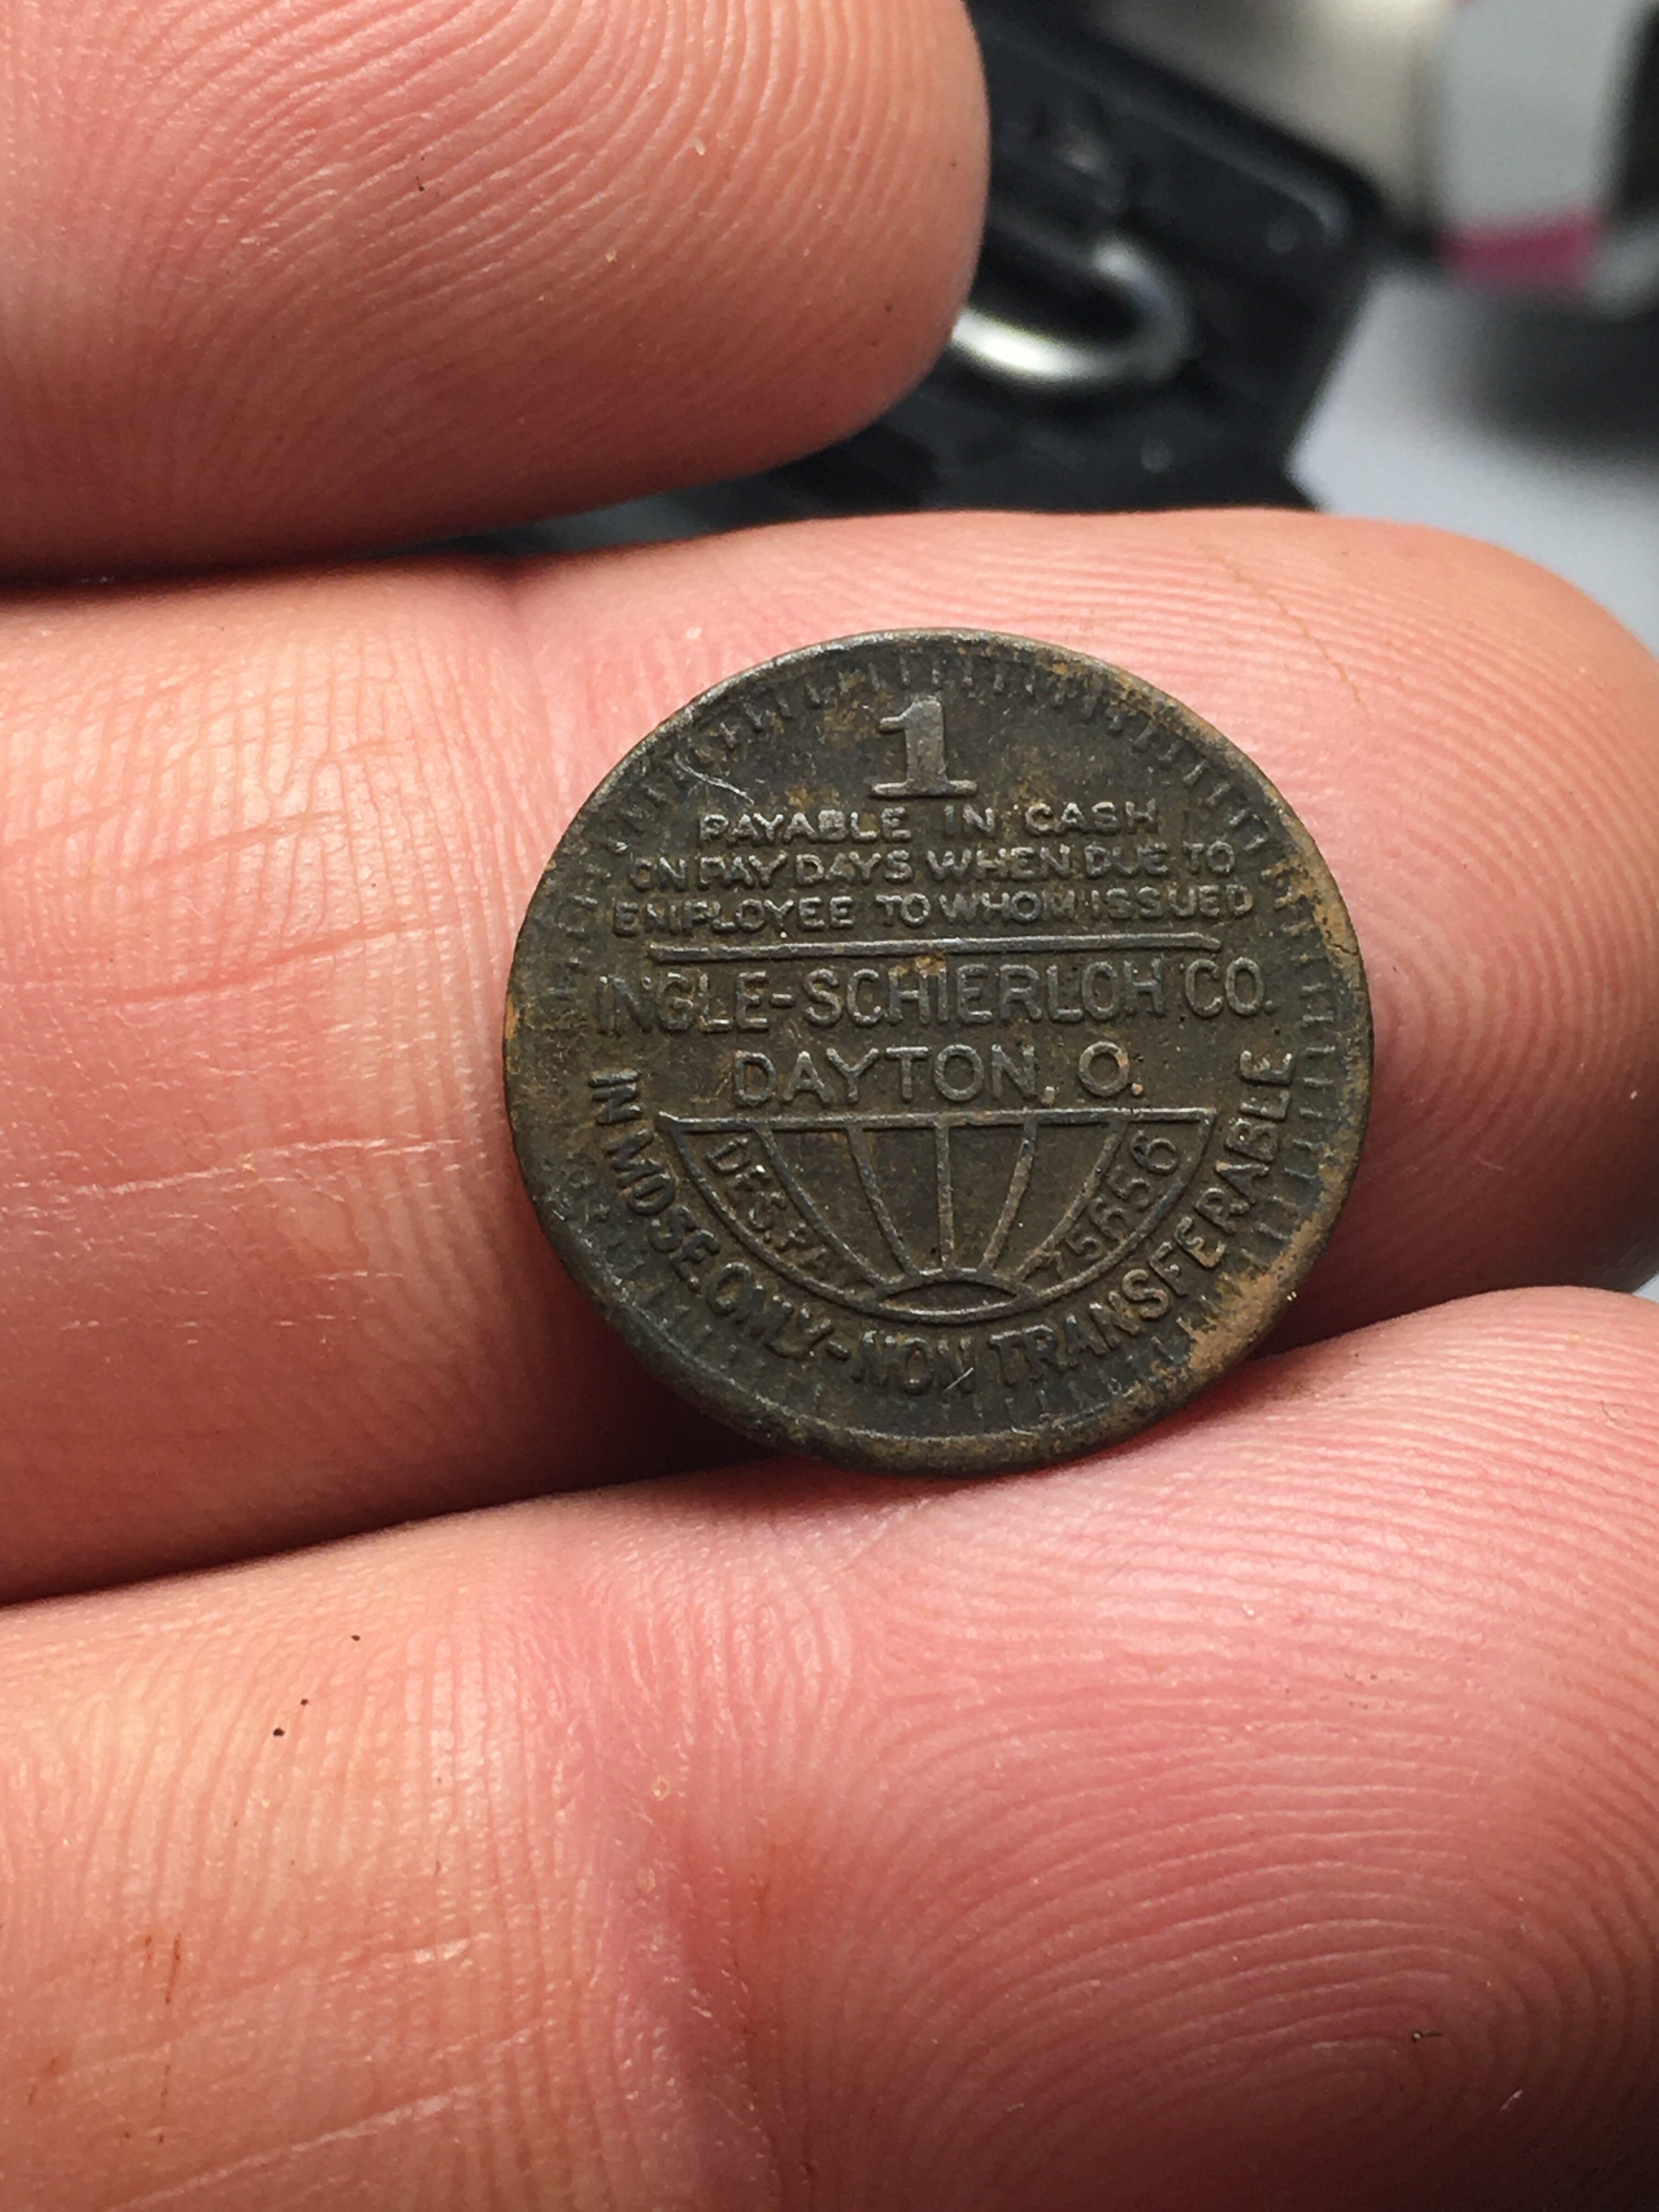 1
PAYABLE IN CASH
ON PAY DAYS WHEN DUE TO
EMPLOYEE TO WHOM ISSUED
INGLE-SCHIERLOH CO.
DAYTON, O.
DES. PAT. 75656
IN MDSE. ONLY-NON TRANSFERABLE